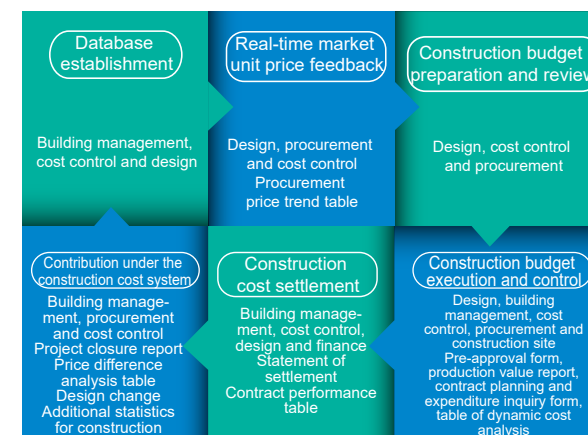 Database
establishment
Building management,
cost control and design
Real-time market
unit price feedback
Design, procurement
and cost control
Procurement
price trend table
Construction budget
preparation and review
Design, cost control
and procurement
Contribution under the
construction cost system
Building manage-
ment, procurement
and cost control
Project closure report
Price difference
analysis table
Design change
Additional statistics
for construction
Construction
cost settlement
Building manage-
ment, cost control,
design and finance
Statement of
settlement
Contract performance
table
Construction budget
execution and control
Design, building
management, cost
control, procurement and
construction site
Pre-approval form,
production value report,
contract planning and
expenditure inquiry form,
table of dynamic cost
analysis